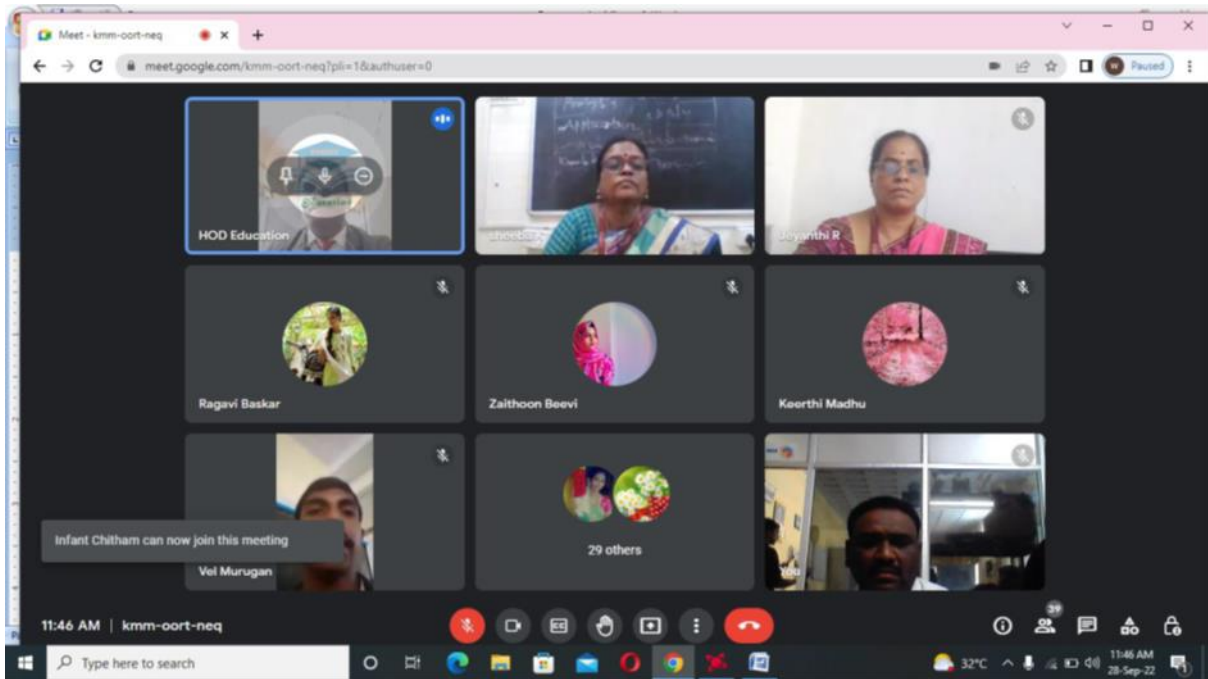 Meet - kmm-oort-neq
meet.google.com/kmm-oort-neq?pli=1&authuser=0
Paused
HOD Education
Jeyanthi R
Ragavi Baskar
Zaithoon Beevi
Keerthi Madhu
Infant Chitham can now join this meeting
Vel Murugan
29 others
You
39
11:46 AM | kmm-oort-neq
Type here to search
32°C
11:46 AM
28-Sep-22